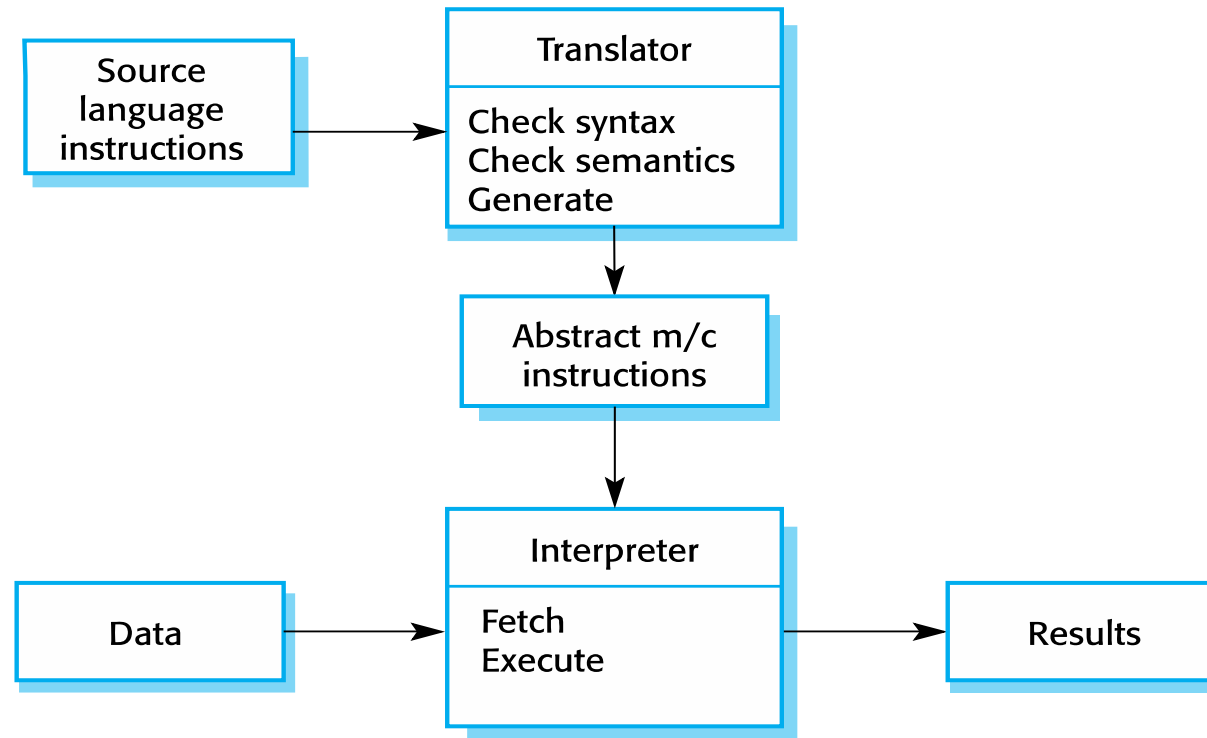 Source
language
instructions
Translator
Check syntax
Check semantics
Generate
Abstract m/c
instructions
Interpreter
Fetch
Execute
Data
Results